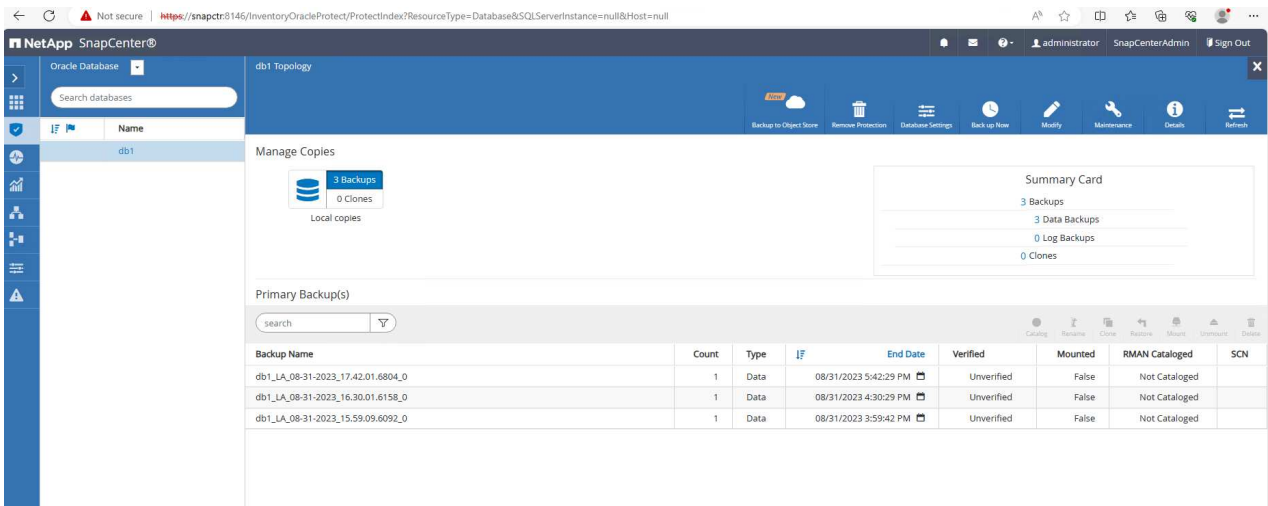 Not secure | https://snapctr:8146/InventoryOracleProtect/ProtectIndex?ResourceType=Database&SQLServerInstance=null&Host=null
NetApp SnapCenter® administrator SnapCenterAdmin Sign Out
Oracle Database db1 Topology
Search databases
New
Backup to Object Store Remove Protection Database Settings Back up Now Modify Maintenance Details Refresh
Name
db1
Manage Copies
3 Backups
0 Clones
Local copies
Summary Card
3 Backups
3 Data Backups
0 Log Backups
0 Clones
Primary Backup(s)
search
Catalog Rename Clone Restore Mount Unmount Delete
Backup Name Count Type End Date Verified Mounted RMAN Cataloged SCN
db1_LA_08-31-2023_17.42.01.6804_0 1 Data 08/31/2023 5:42:29 PM Unverified False Not Cataloged
db1_LA_08-31-2023_16.30.01.6158_0 1 Data 08/31/2023 4:30:29 PM Unverified False Not Cataloged
db1_LA_08-31-2023_15.59.09.6092_0 1 Data 08/31/2023 3:59:42 PM Unverified False Not Cataloged